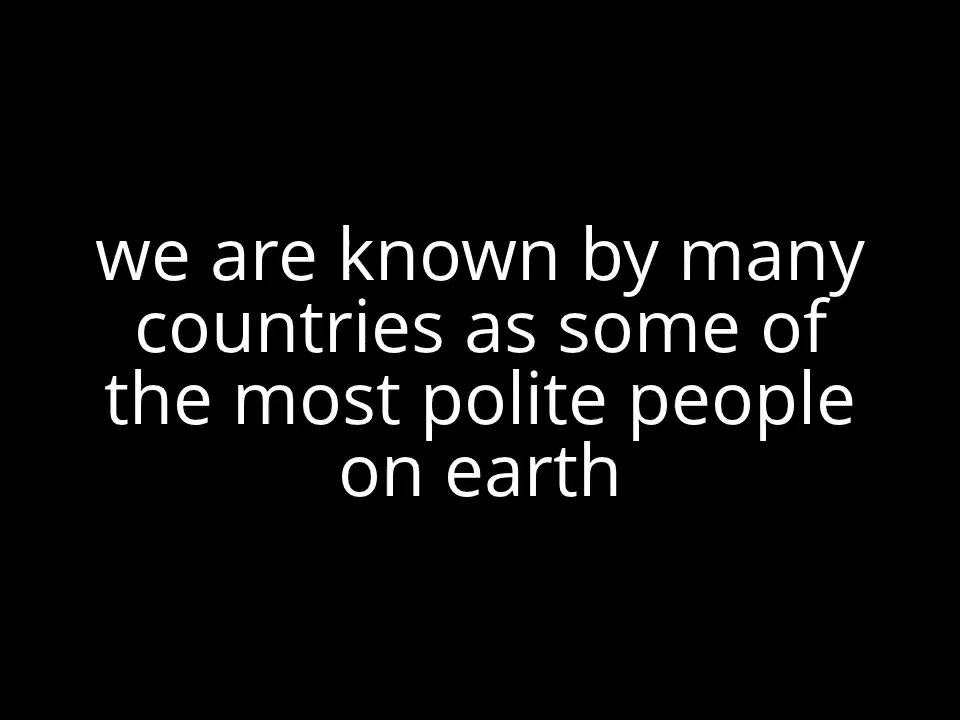 we are known by many
countries as some of
the most polite people
on earth